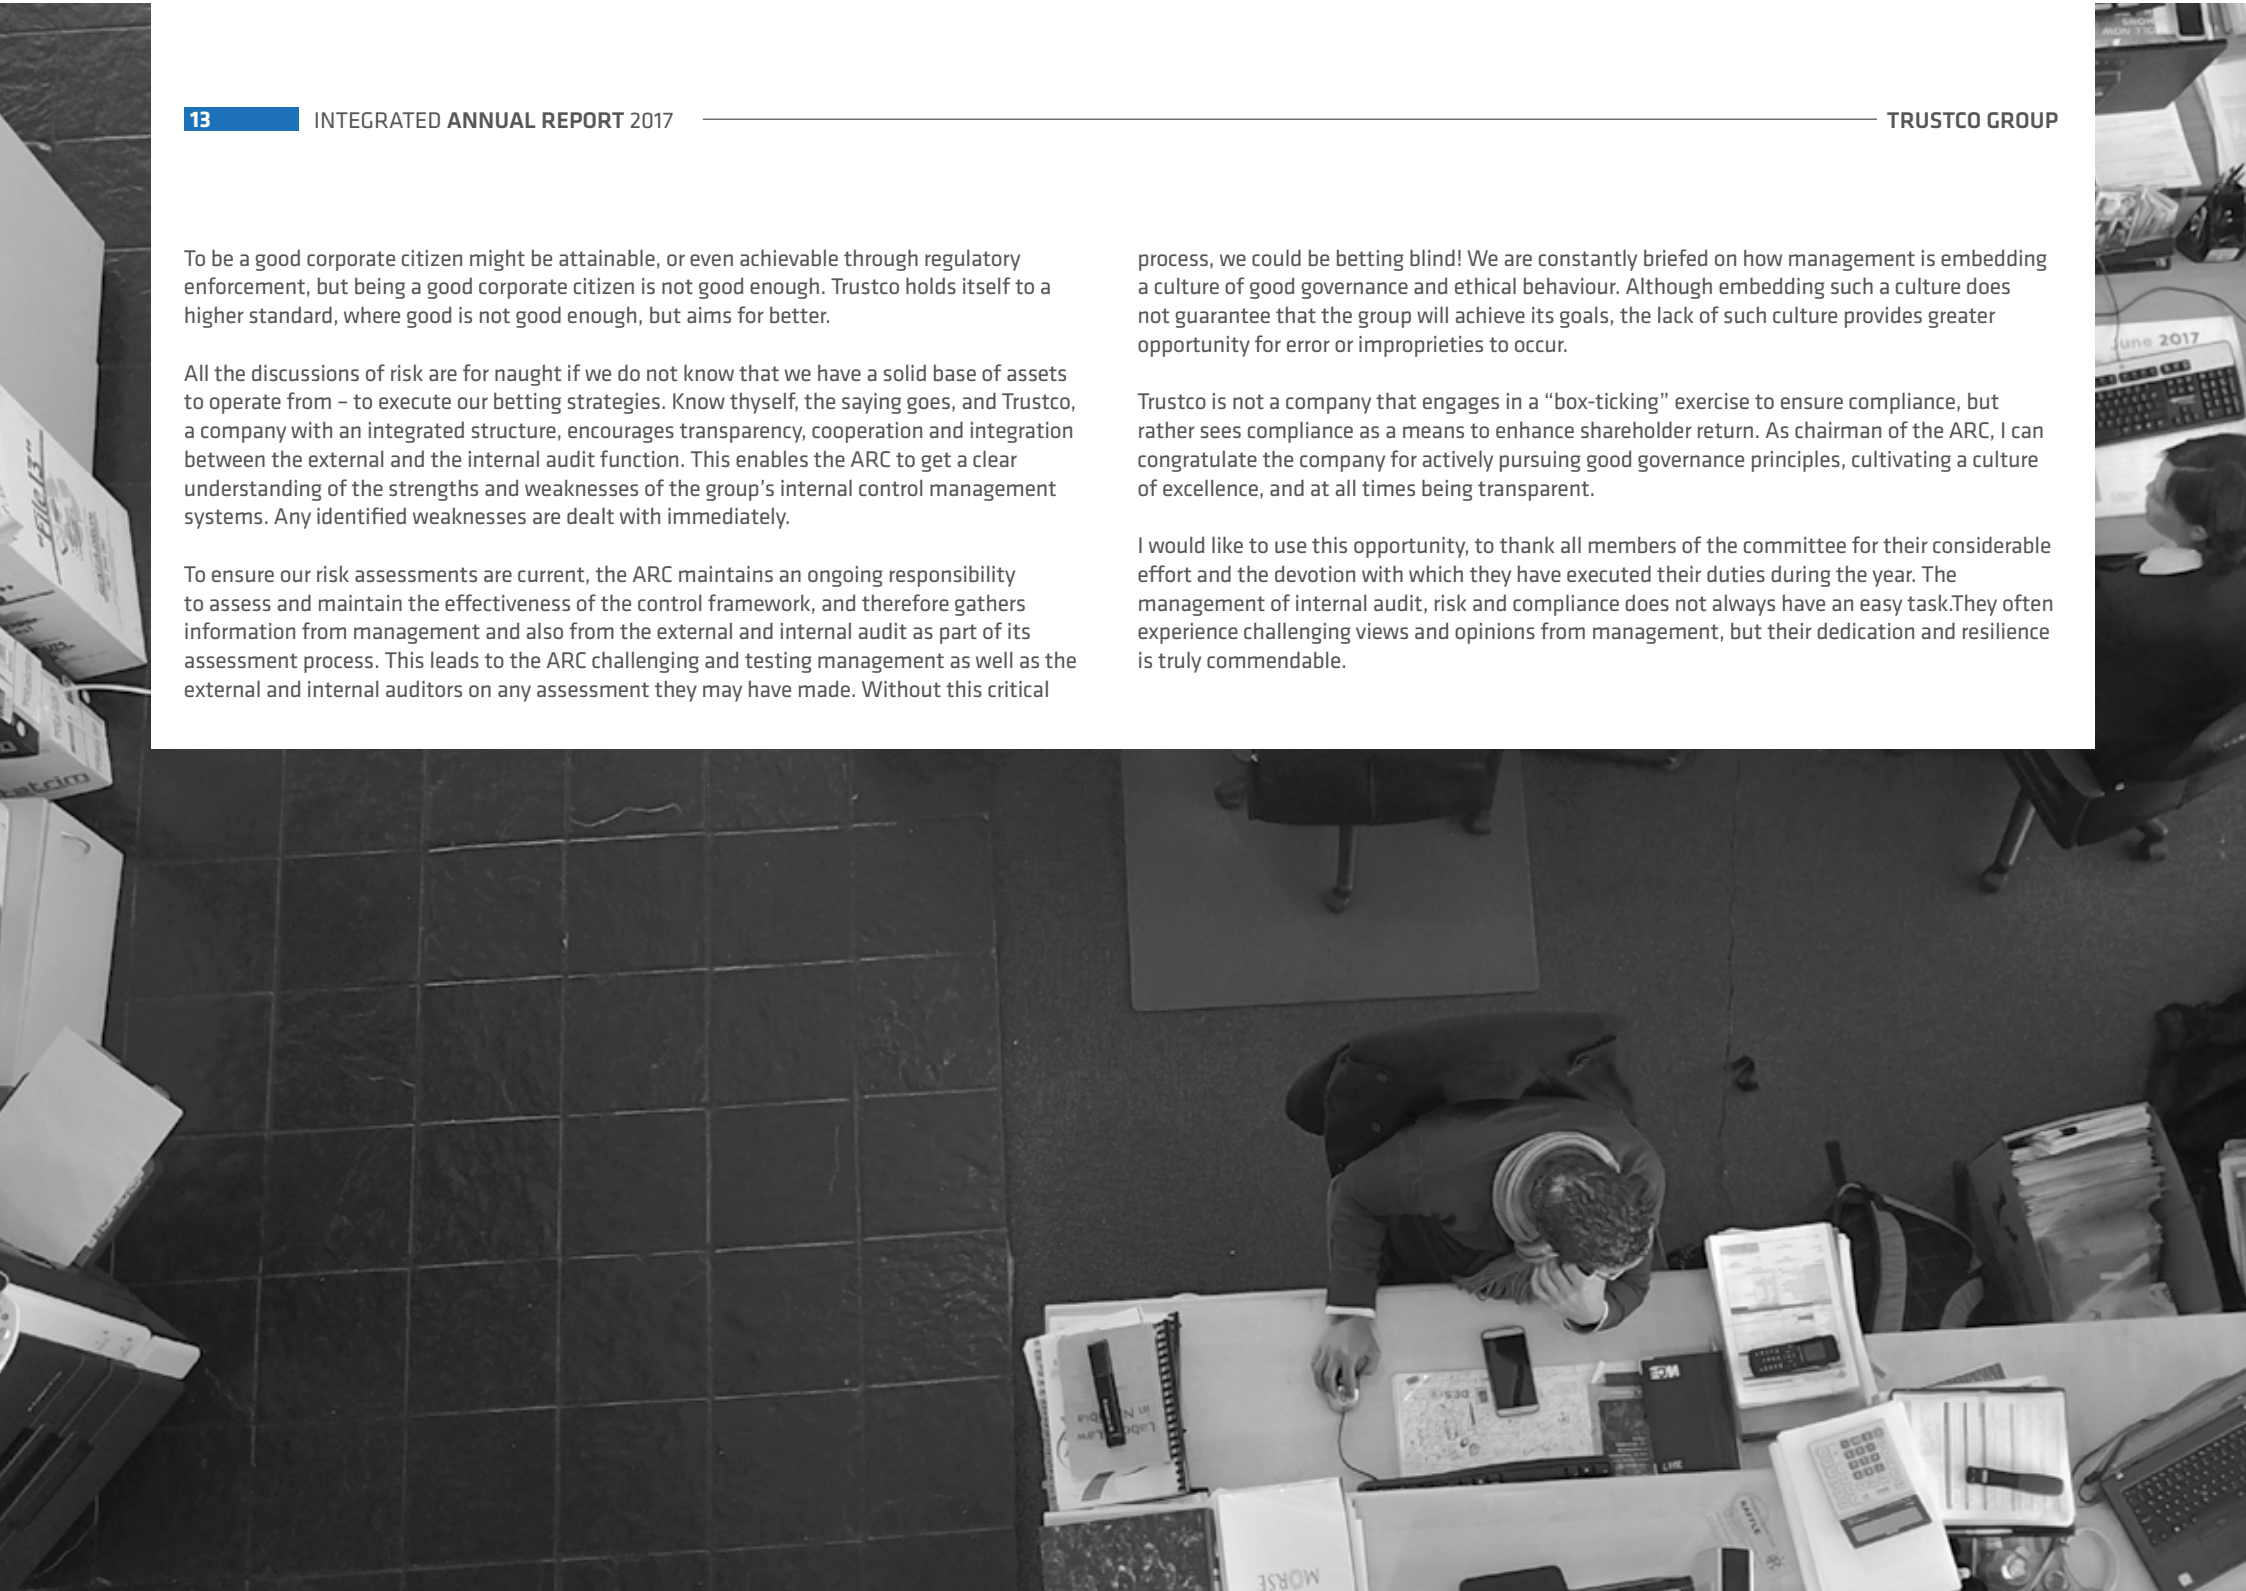 13 INTEGRATED ANNUAL REPORT 2017 TRUSTCO GROUP
To be a good corporate citizen might be attainable, or even achievable through regulatory
enforcement, but being a good corporate citizen is not good enough. Trustco holds itself to a
higher standard, where good is not good enough, but aims for better.
All the discussions of risk are for naught if we do not know that we have a solid base of assets
to operate from – to execute our betting strategies. Know thyself, the saying goes, and Trustco,
a company with an integrated structure, encourages transparency, cooperation and integration
between the external and the internal audit function. This enables the ARC to get a clear
understanding of the strengths and weaknesses of the group's internal control management
systems. Any identified weaknesses are dealt with immediately.
To ensure our risk assessments are current, the ARC maintains an ongoing responsibility
to assess and maintain the effectiveness of the control framework, and therefore gathers
information from management and also from the external and internal audit as part of its
assessment process. This leads to the ARC challenging and testing management as well as the
external and internal auditors on any assessment they may have made. Without this critical
process, we could be betting blind! We are constantly briefed on how management is embedding
a culture of good governance and ethical behaviour. Although embedding such a culture does
not guarantee that the group will achieve its goals, the lack of such culture provides greater
opportunity for error or improprieties to occur.
Trustco is not a company that engages in a “box-ticking” exercise to ensure compliance, but
rather sees compliance as a means to enhance shareholder return. As chairman of the ARC, I can
congratulate the company for actively pursuing good governance principles, cultivating a culture
of excellence, and at all times being transparent.
I would like to use this opportunity, to thank all members of the committee for their considerable
effort and the devotion with which they have executed their duties during the year. The
management of internal audit, risk and compliance does not always have an easy task.They often
experience challenging views and opinions from management, but their dedication and resilience
is truly commendable.
June 2017
"File It"
tatrim
Labour Law
in N
WCE
2017
RAFFLE
MORSE